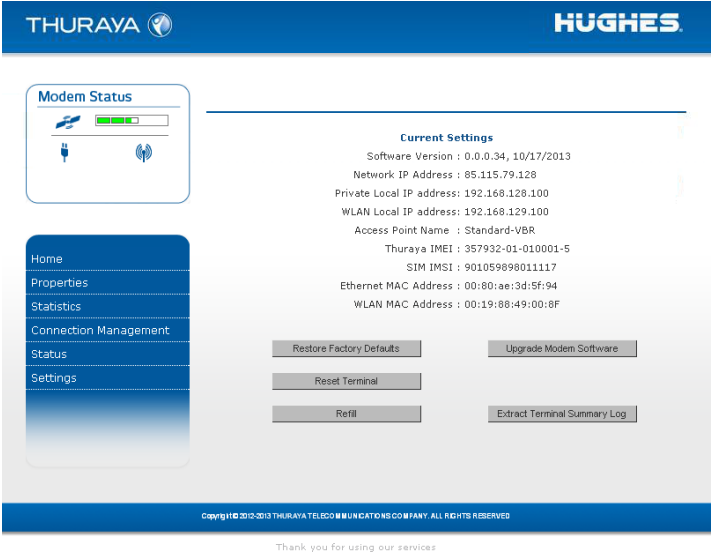 THURAYA
HUGHES.
Modem Status
Home
Properties
Statistics
Connection Management
Status
Settings
Current Settings
Software Version : 0.0.0.34, 10/17/2013
Network IP Address : 85.115.79.128
Private Local IP address: 192.168.128.100
WLAN Local IP address: 192.168.129.100
Access Point Name : Standard-VBR
Thuraya IMEI : 357932-01-010001-5
SIM IMSI : 901059898011117
Ethernet MAC Address : 00:80:ae:3d:5f:94
WLAN MAC Address : 00:19:88:49:00:8F
Restore Factory Defaults
Upgrade Modem Software
Reset Terminal
Refill
Extract Terminal Summary Log
Copyright© 2012-2013 THURAYA TELECOMMUNICATIONS COMPANY. ALL RIGHTS RESERVED
Thank you for using our services